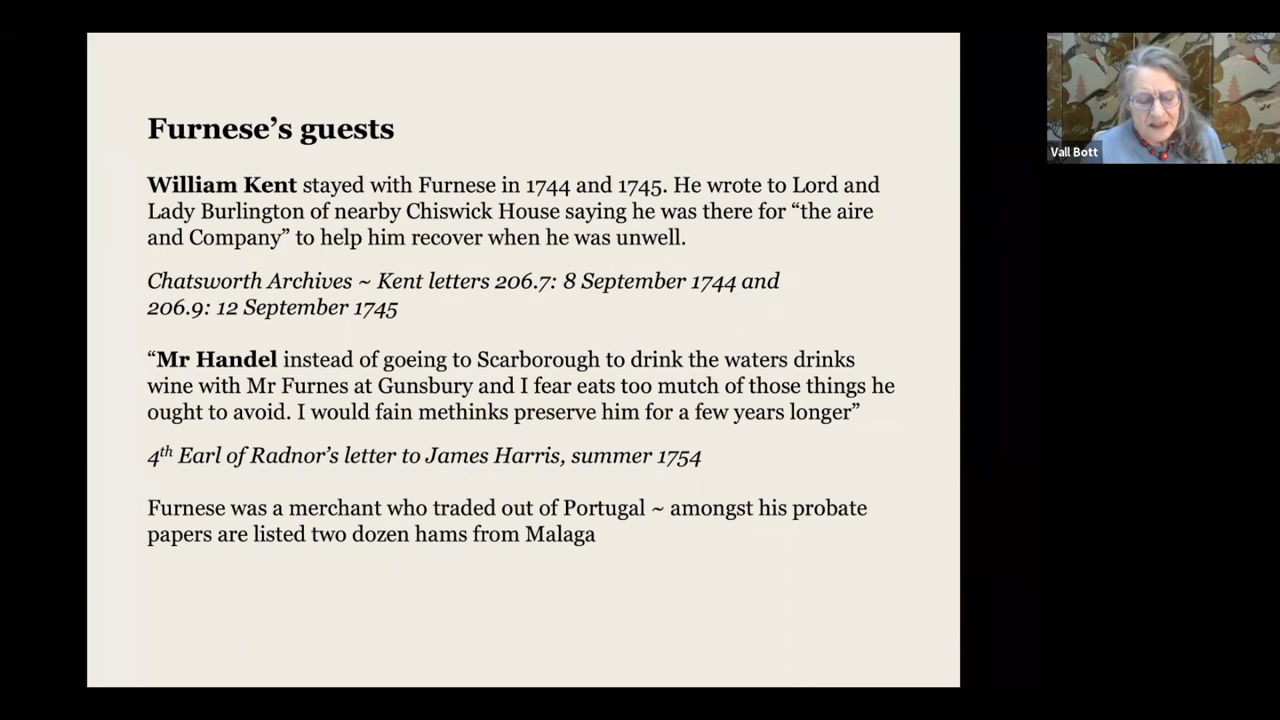 Furnese’s guests
William Kent stayed with Furnese in 1744 and 1745. He wrote to Lord and
Lady Burlington of nearby Chiswick House saying he was there for “the aire
and Company” to help him recover when he was unwell.
Chatsworth Archives ~ Kent letters 206.7: 8 September 1744 and
206.9: 12 September 1745
“Mr Handel instead of goeing to Scarborough to drink the waters drinks
wine with Mr Furnes at Gunsbury and I fear eats too mutch of those things he
ought to avoid. I would fain methinks preserve him for a few years longer”
4th Earl of Radnor’s letter to James Harris, summer 1754
Furnese was a merchant who traded out of Portugal ~ amongst his probate
papers are listed two dozen hams from Malaga
Vall Bott